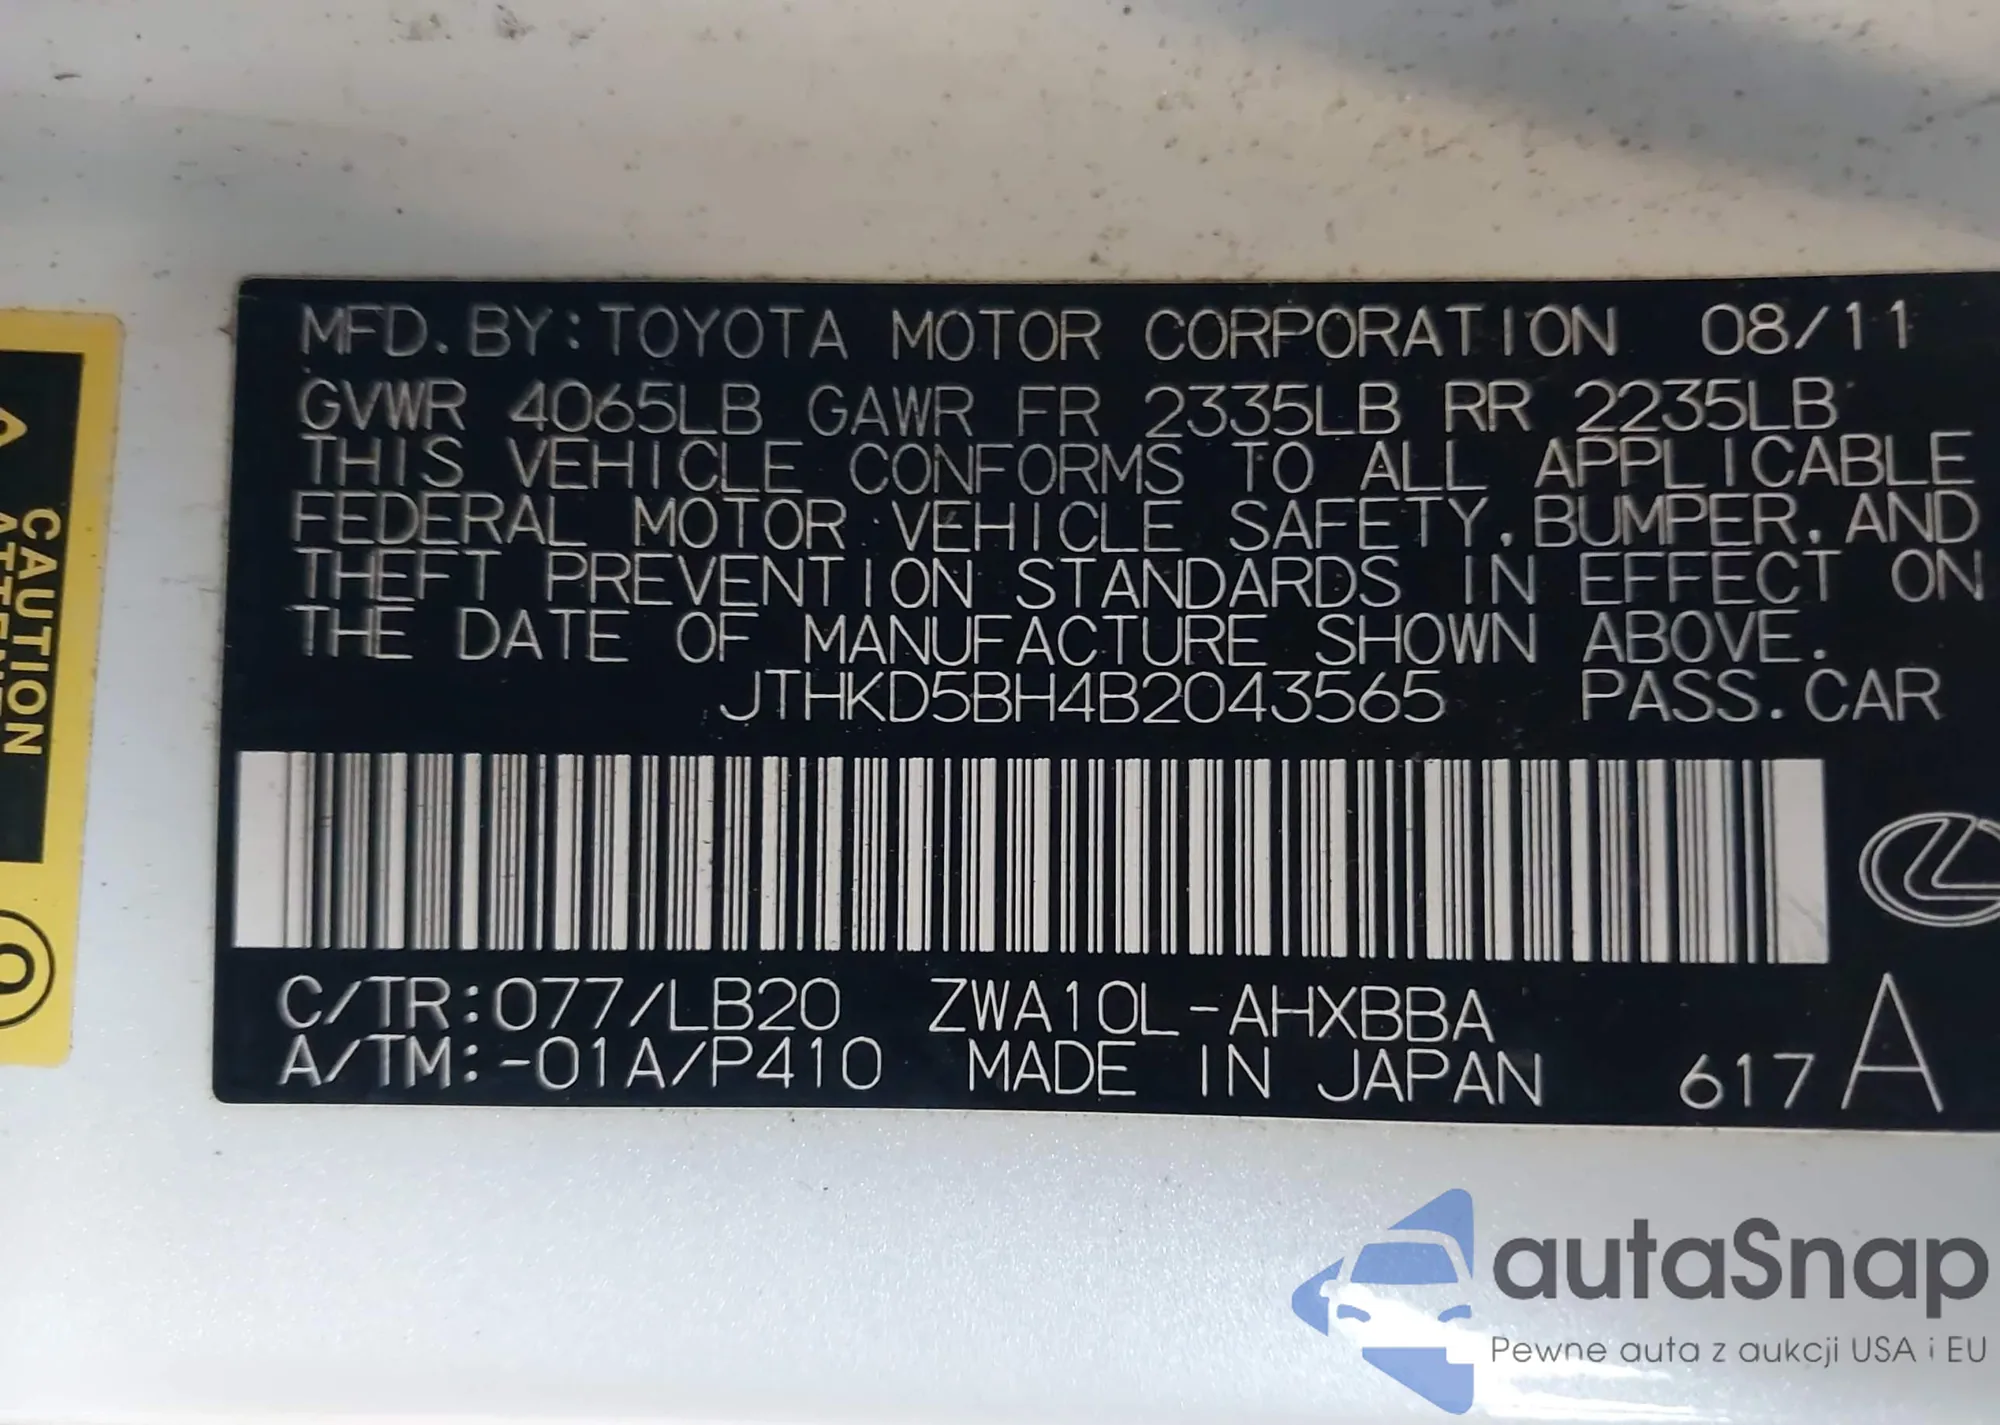 MFD. BY: TOYOTA MOTOR CORPORATION 08/11
GVWR 4065LB GAWR FR 2335LB RR 2235LB
THIS VEHICLE CONFORMS TO ALL APPLICABLE
FEDERAL MOTOR VEHICLE SAFETY, BUMPER, AND
THEFT PREVENTION STANDARDS IN EFFECT ON
THE DATE OF MANUFACTURE SHOWN ABOVE.
JTHKD5BH4B2043565 PASS. CAR
C/TR: 077/LB20 ZWA10L-AHXBBA
A/TM: -01A/P410 MADE IN JAPAN 617 A
CAUTION
autaSnap
Pewne auta z aukcji USA i EU